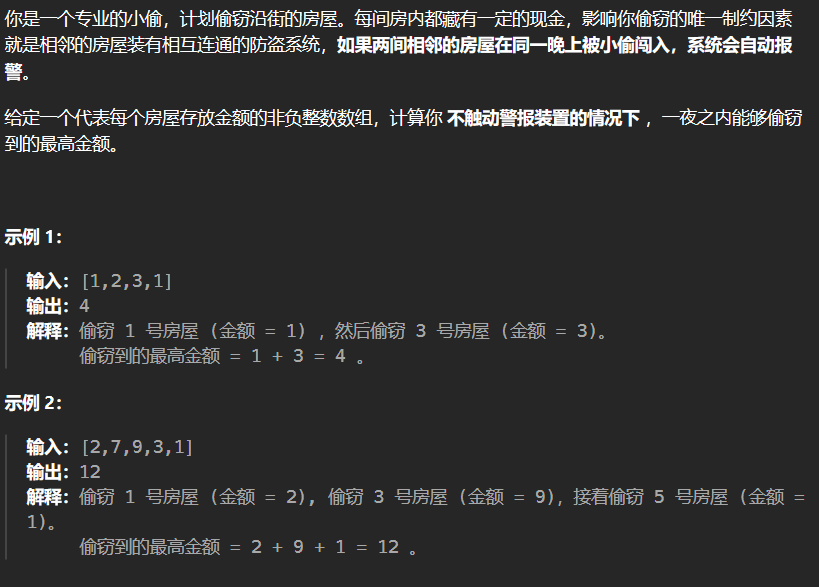 你是一个专业的小偷，计划偷窃沿街的房屋。每间房内都藏有一定的现金，影响你偷窃的唯一制约因素
就是相邻的房屋装有相互连通的防盗系统，如果两间相邻的房屋在同一晚上被小偷闯入，系统会自动报
警。
给定一个代表每个房屋存放金额的非负整数数组，计算你 不触动警报装置的情况下 ，一夜之内能够偷窃
到的最高金额。
示例 1：
输入：[1,2,3,1]
输出：4
解释：偷窃 1 号房屋 (金额 = 1) ，然后偷窃 3 号房屋 (金额 = 3)。
偷窃到的最高金额 = 1 + 3 = 4 。
示例 2：
输入：[2,7,9,3,1]
输出：12
解释：偷窃 1 号房屋 (金额 = 2), 偷窃 3 号房屋 (金额 = 9)，接着偷窃 5 号房屋 (金额 =
1)。
偷窃到的最高金额 = 2 + 9 + 1 = 12 。